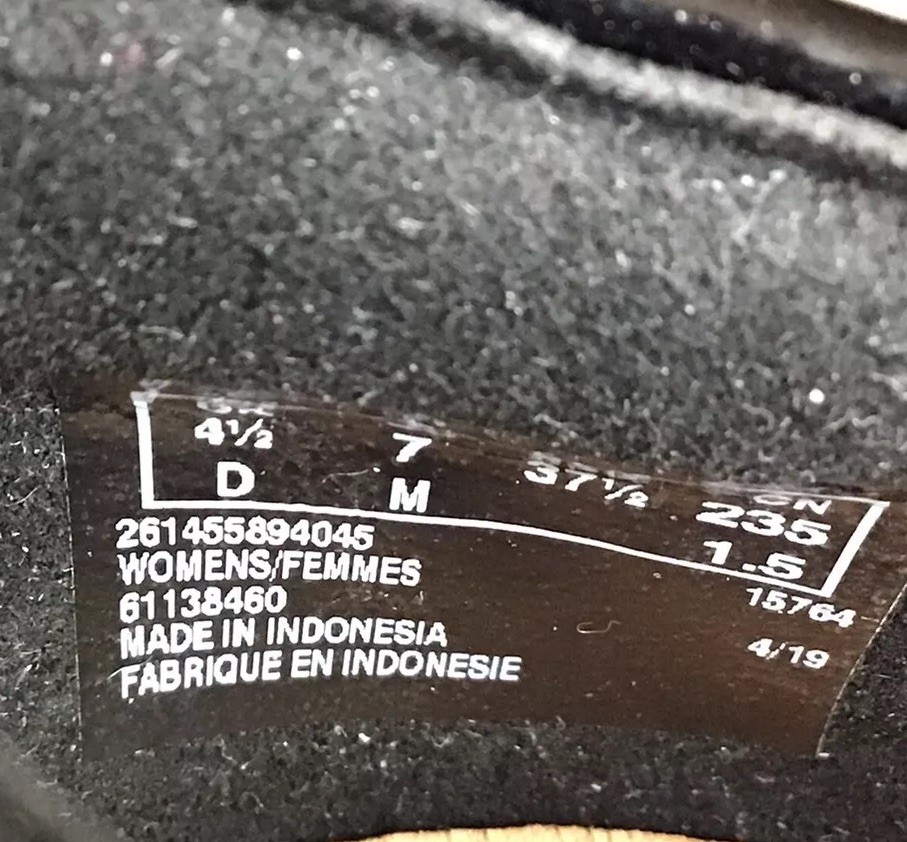 4½ 7 37½ CN
D M 235
1.5
261455894045
WOMENS/FEMMES
61138460 15764
MADE IN INDONESIA 4/19
FABRIQUE EN INDONESIE